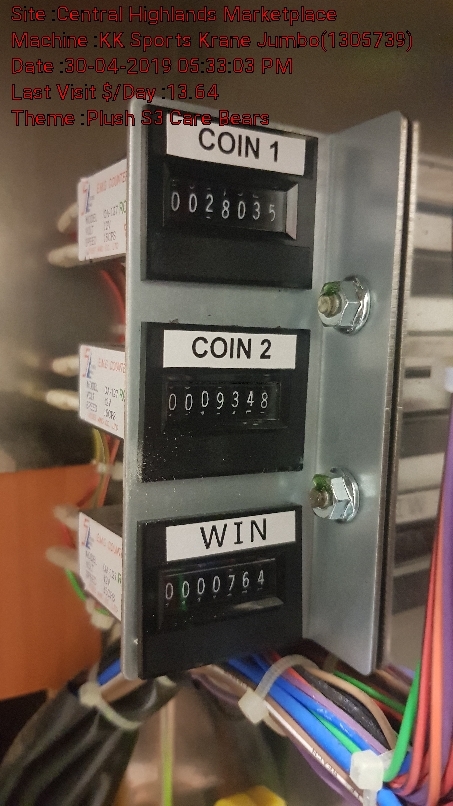 Site :Central Highlands Marketplace
Machine :KK Sports Krane Jumbo(1305739)
Date :30-04-2019 05:33:03 PM
Last Visit $/Day :13.64
Theme :Plush S3 Care Bears
COIN 1
0028035
COIN 2
0009348
WIN
0000764